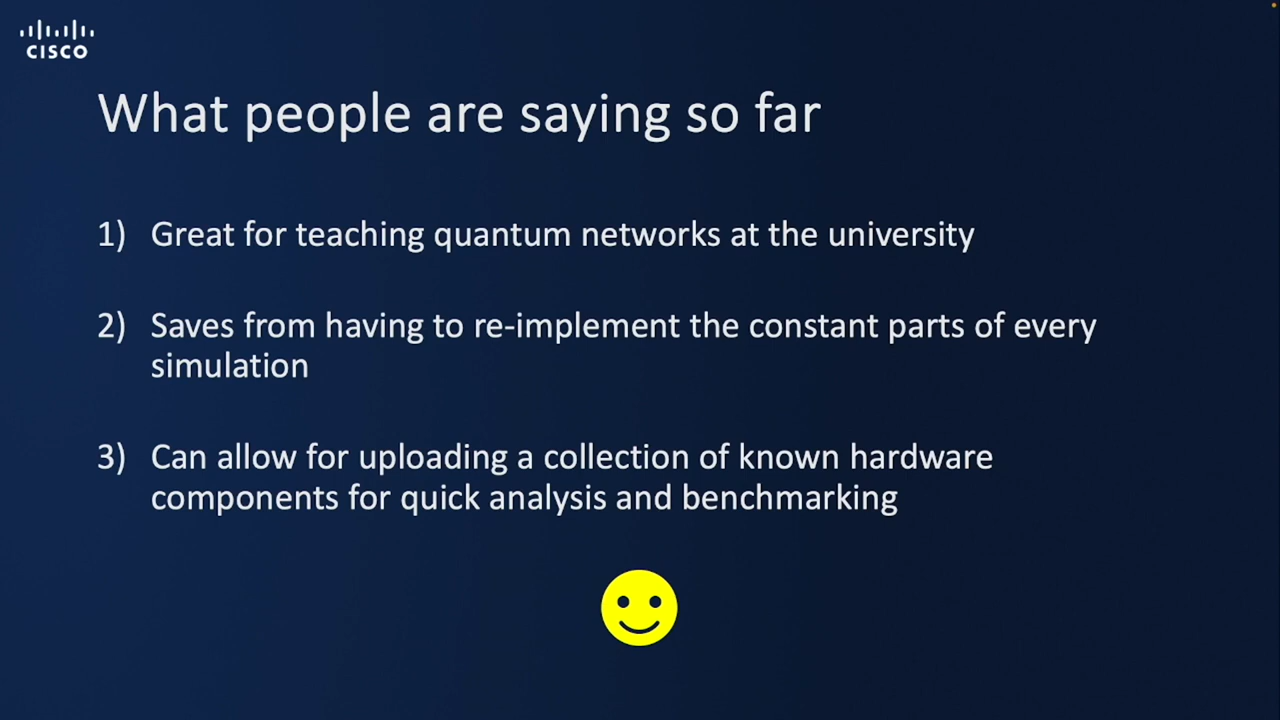 CISCO
What people are saying so far
1) Great for teaching quantum networks at the university
2) Saves from having to re-implement the constant parts of every
simulation
3) Can allow for uploading a collection of known hardware
components for quick analysis and benchmarking